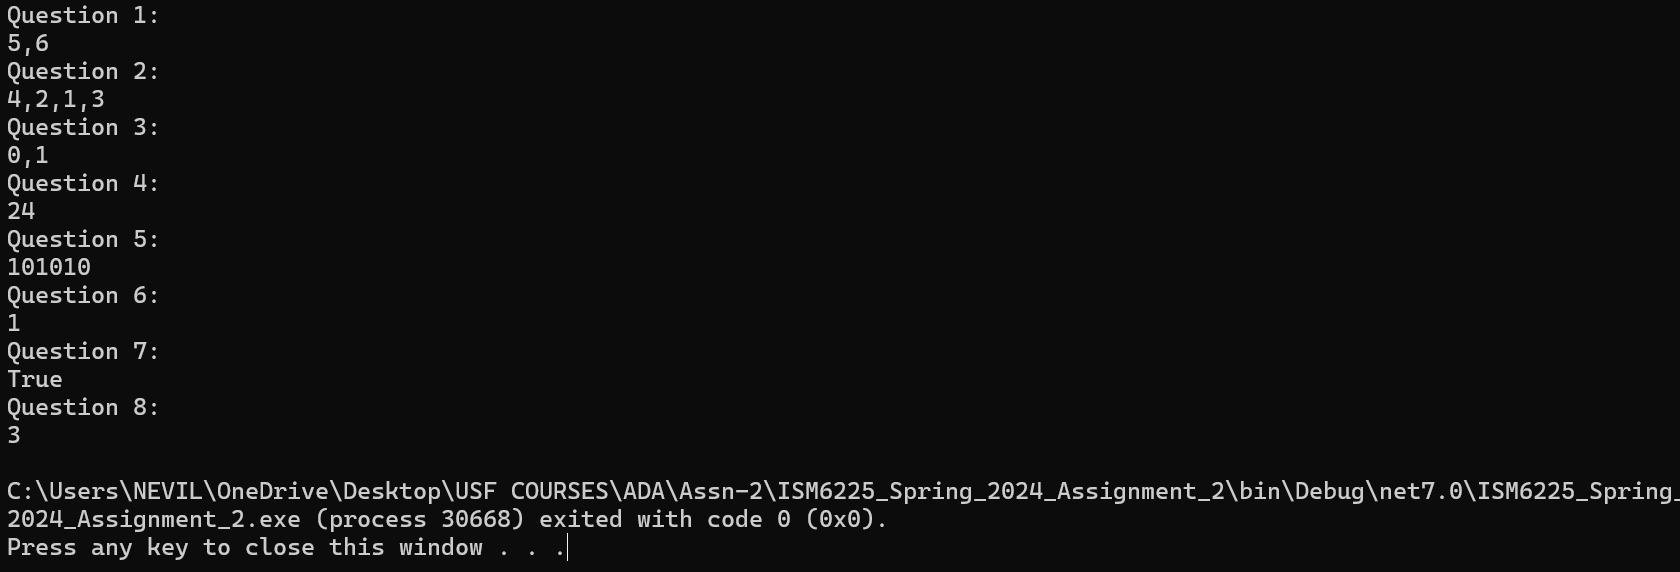 Question 1:
5,6
Question 2:
4,2,1,3
Question 3:
0,1
Question 4:
24
Question 5:
101010
Question 6:
1
Question 7:
True
Question 8:
3
C:\Users\NEVIL\OneDrive\Desktop\USF COURSES\ADA\Assn-2\ISM6225_Spring_2024_Assignment_2\bin\Debug\net7.0\ISM6225_Spring_
2024_Assignment_2.exe (process 30668) exited with code 0 (0x0).
Press any key to close this window . . .